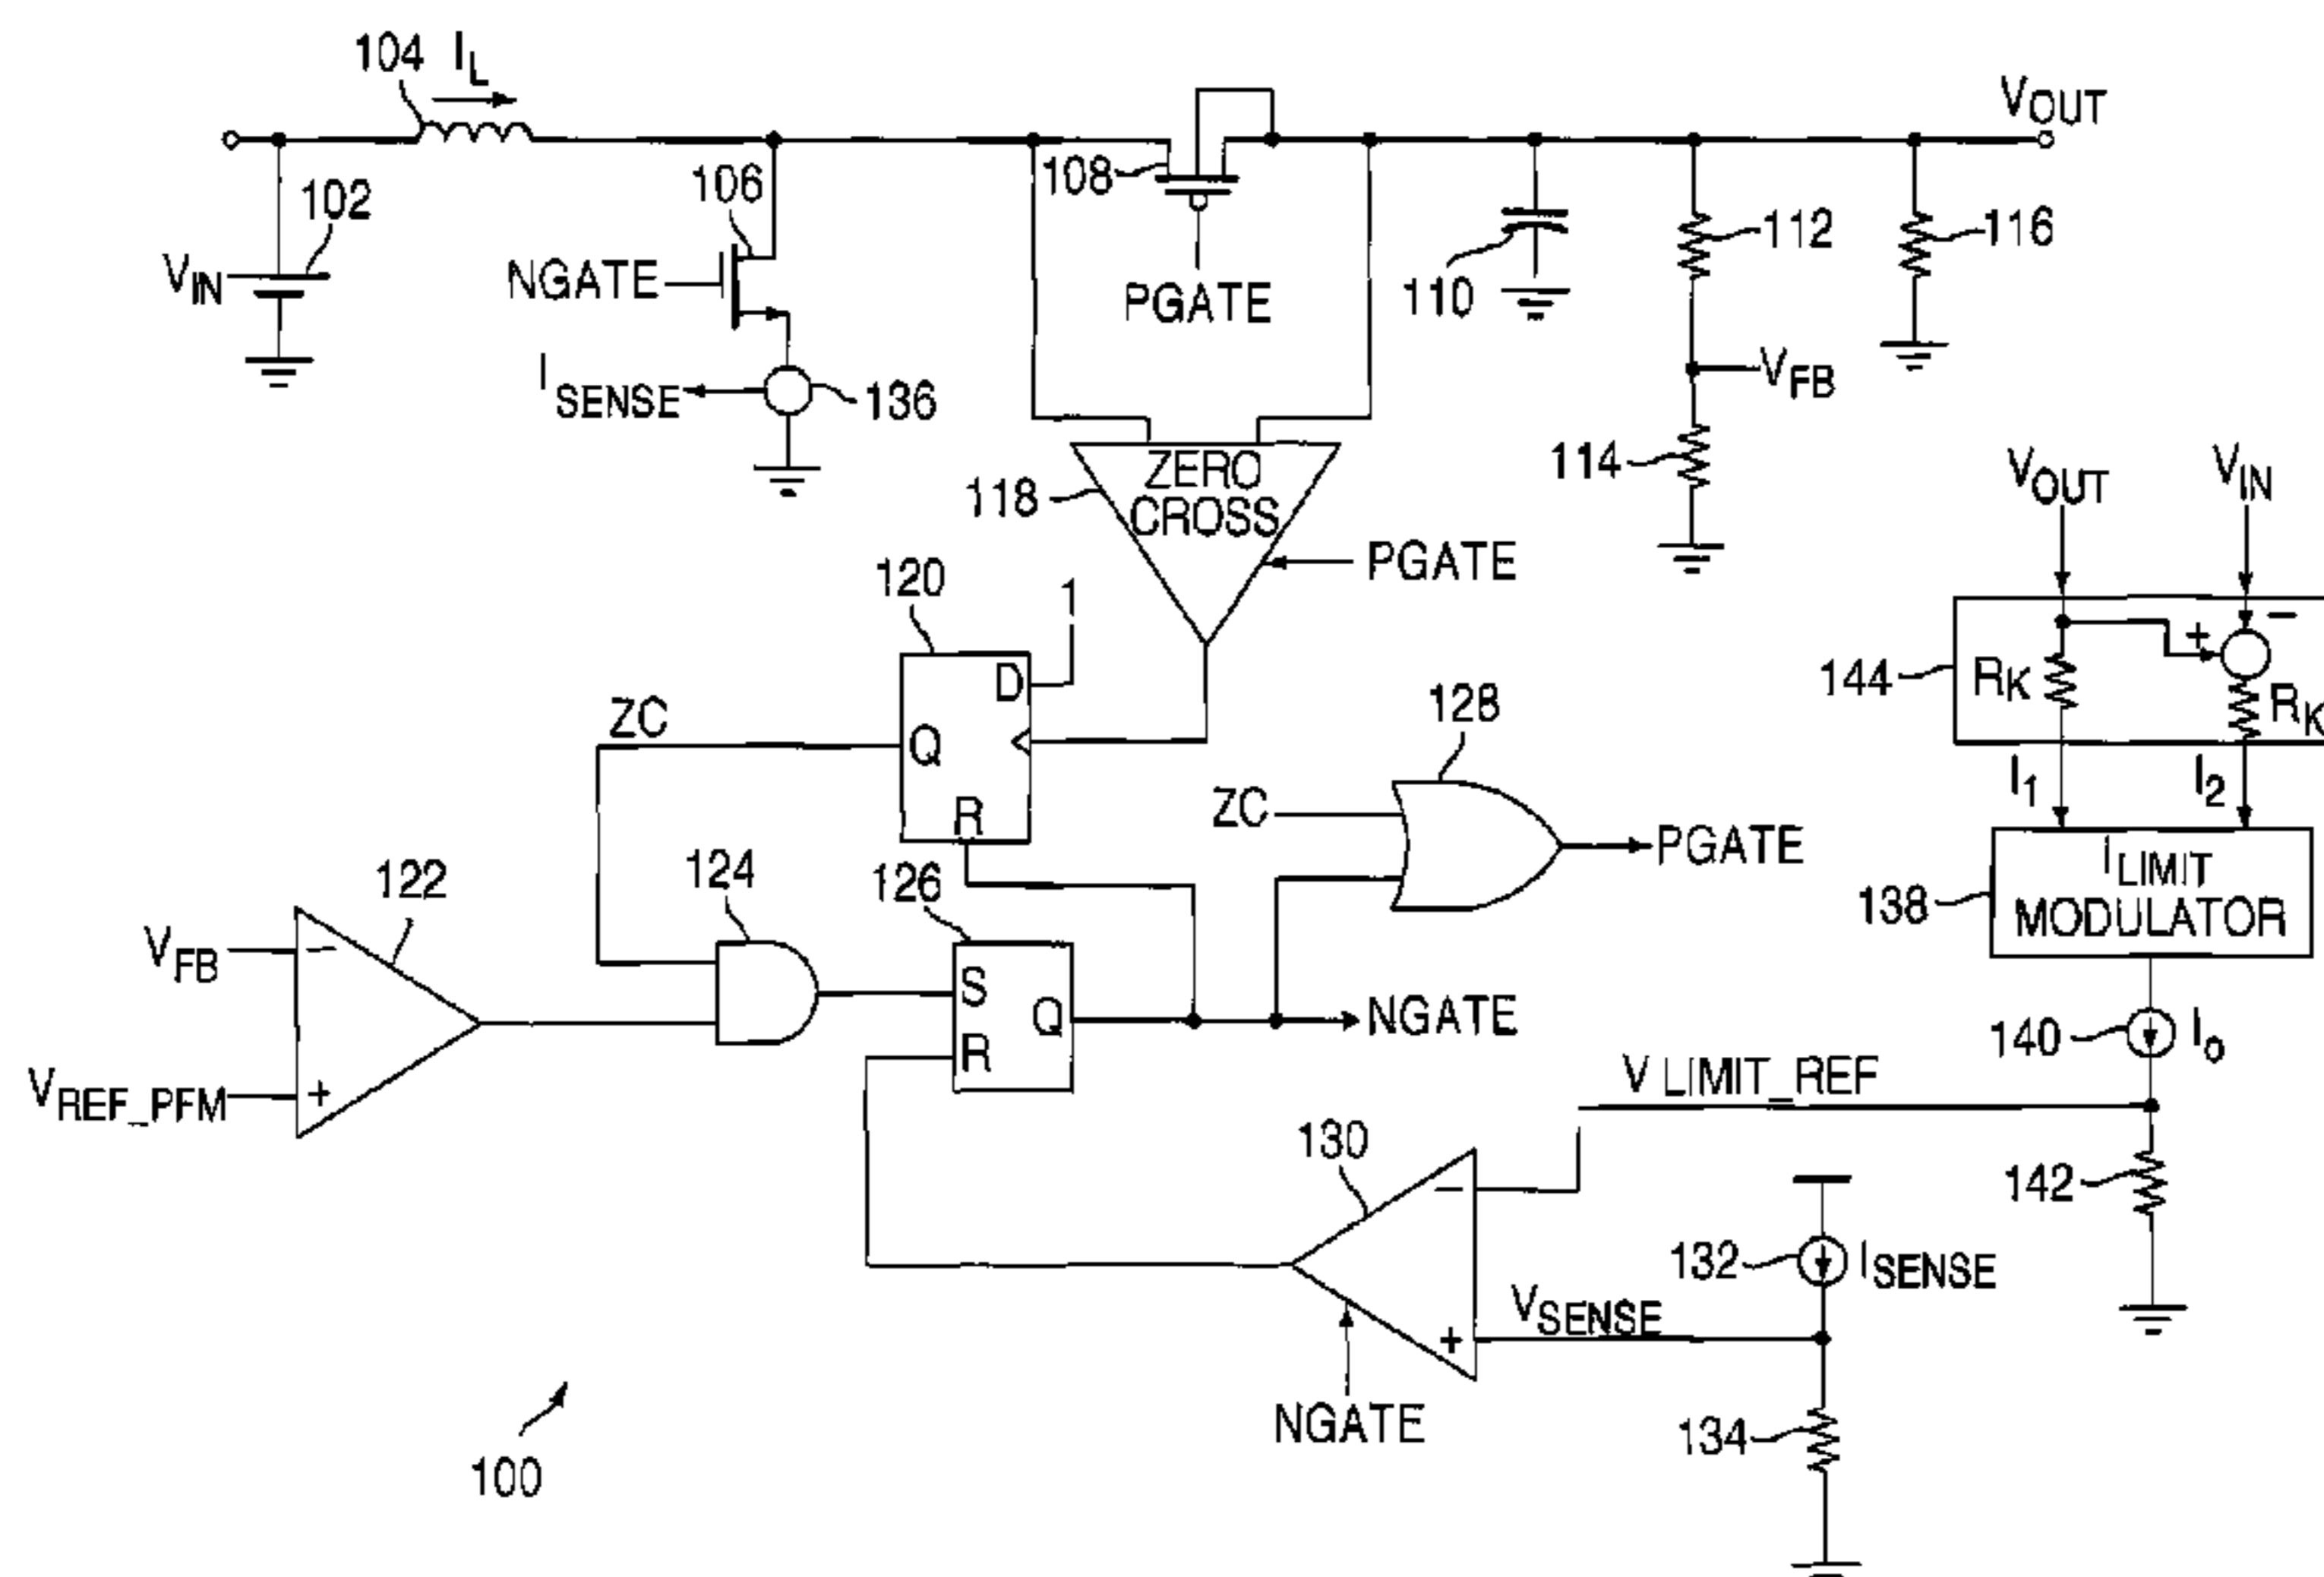 104 I_L
V_OUT
102
106
108
112
116
V_IN
NGATE
PGATE
110
I_SENSE
136
V_FB
114
ZERO CROSS
118
PGATE
V_OUT
V_IN
120
1
D
Q
R
ZC
+
−
144
R_K
R_K
128
I_1
I_2
ZC
PGATE
122
124
126
138
I_LIMIT
MODULATOR
V_FB
−
S
Q
R
NGATE
140
I_o
V_REF_PFM
+
V LIMIT_REF
130
−
142
132
I_SENSE
V_SENSE
+
NGATE
134
100